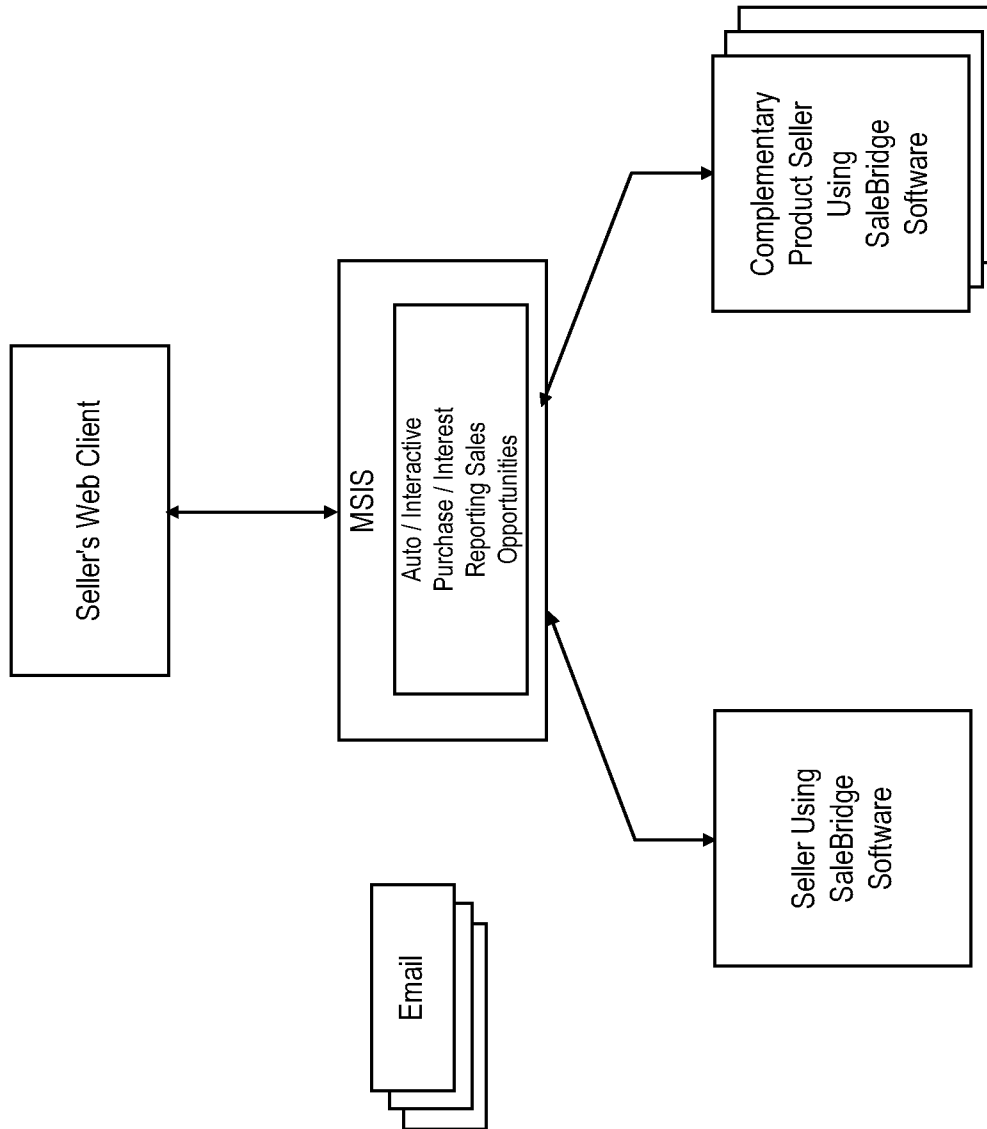 Seller's Web Client
MSIS
Auto / Interactive
Purchase / Interest
Reporting Sales
Opportunities
Email
Seller Using
SaleBridge
Software
Complementary
Product Seller
Using
SaleBridge
Software